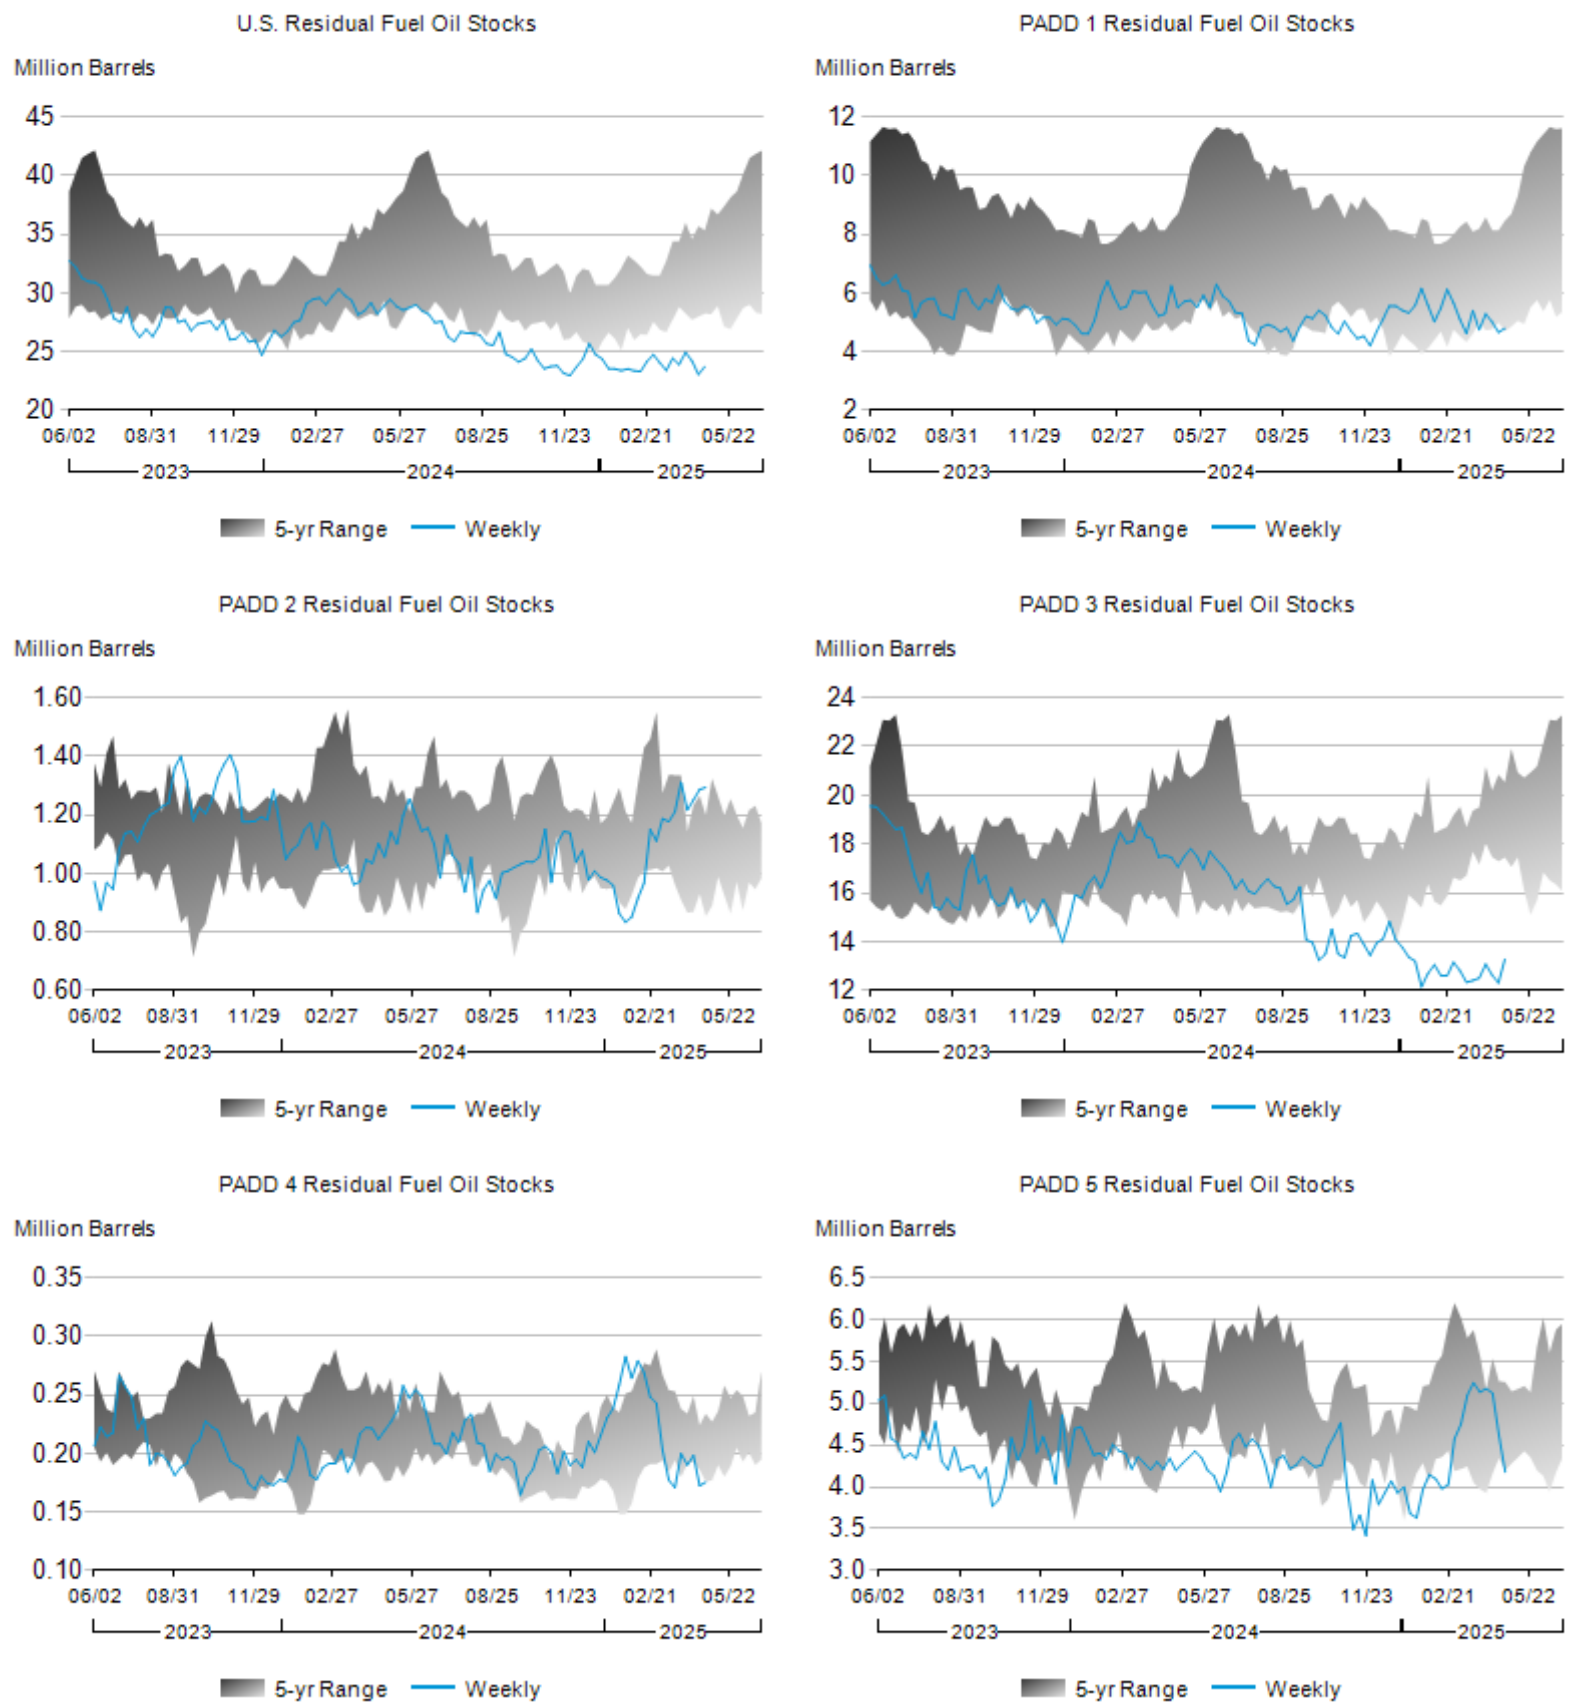 U.S. Residual Fuel Oil Stocks
Million Barrels
45
40
35
30
25
20
06/02 08/31 11/29 02/27 05/27 08/25 11/23 02/21 05/22
2023 2024 2025
5-yr Range Weekly
PADD 1 Residual Fuel Oil Stocks
Million Barrels
12
10
8
6
4
2
06/02 08/31 11/29 02/27 05/27 08/25 11/23 02/21 05/22
2023 2024 2025
5-yr Range Weekly
PADD 2 Residual Fuel Oil Stocks
Million Barrels
1.60
1.40
1.20
1.00
0.80
0.60
06/02 08/31 11/29 02/27 05/27 08/25 11/23 02/21 05/22
2023 2024 2025
5-yr Range Weekly
PADD 3 Residual Fuel Oil Stocks
Million Barrels
24
22
20
18
16
14
12
06/02 08/31 11/29 02/27 05/27 08/25 11/23 02/21 05/22
2023 2024 2025
5-yr Range Weekly
PADD 4 Residual Fuel Oil Stocks
Million Barrels
0.35
0.30
0.25
0.20
0.15
0.10
06/02 08/31 11/29 02/27 05/27 08/25 11/23 02/21 05/22
2023 2024 2025
5-yr Range Weekly
PADD 5 Residual Fuel Oil Stocks
Million Barrels
6.5
6.0
5.5
5.0
4.5
4.0
3.5
3.0
06/02 08/31 11/29 02/27 05/27 08/25 11/23 02/21 05/22
2023 2024 2025
5-yr Range Weekly